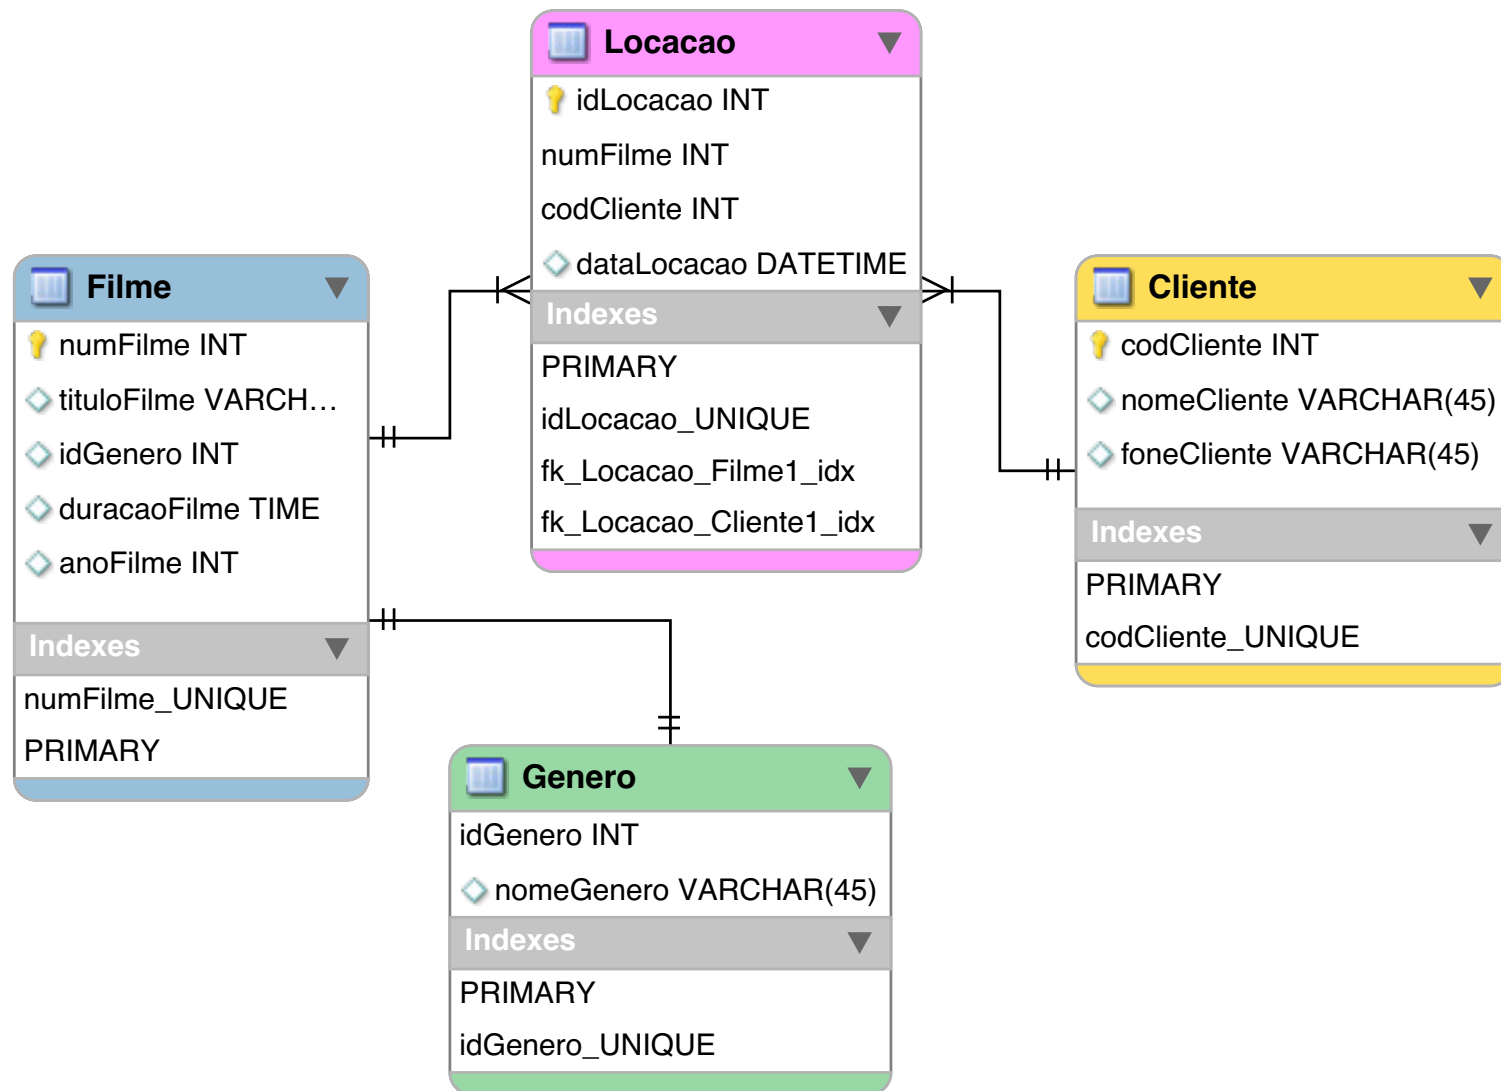 Locacao
idLocacao INT
numFilme INT
codCliente INT
dataLocacao DATETIME
Indexes
PRIMARY
idLocacao_UNIQUE
fk_Locacao_Filme1_idx
fk_Locacao_Cliente1_idx
Filme
numFilme INT
tituloFilme VARCH...
idGenero INT
duracaoFilme TIME
anoFilme INT
Indexes
numFilme_UNIQUE
PRIMARY
Cliente
codCliente INT
nomeCliente VARCHAR(45)
foneCliente VARCHAR(45)
Indexes
PRIMARY
codCliente_UNIQUE
Genero
idGenero INT
nomeGenero VARCHAR(45)
Indexes
PRIMARY
idGenero_UNIQUE